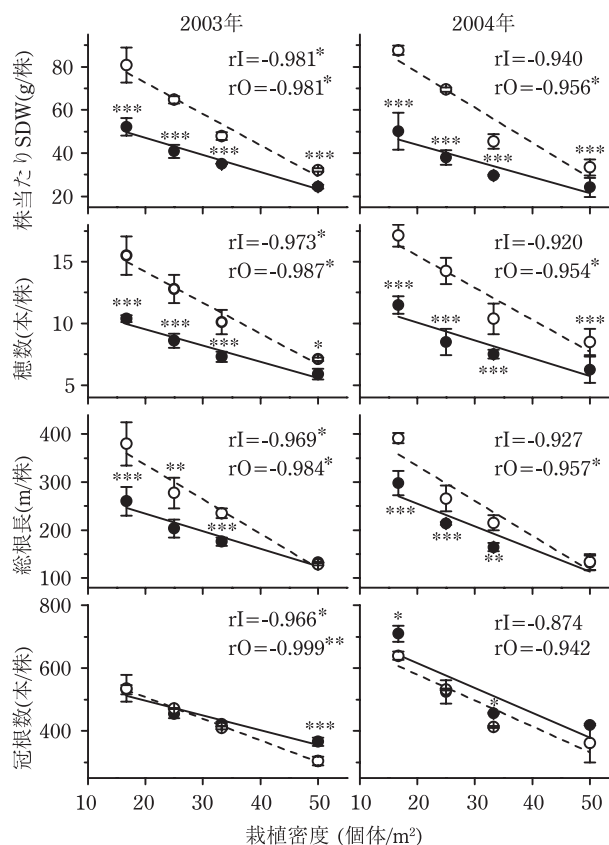 2003年 2004年
株当たりSDW(g/株)
80
60
40
20
rI=-0.981*
rO=-0.981*
***
***
***
***
rI=-0.940
rO=-0.956*
***
***
***
***
穂数(本/株)
15
10
5
rI=-0.973*
rO=-0.987*
***
***
***
*
rI=-0.920
rO=-0.954*
***
***
***
***
総根長(m/株)
400
300
200
100
rI=-0.969*
rO=-0.984*
***
**
***
rI=-0.927
rO=-0.957*
***
***
**
冠根数(本/株)
600
400
rI=-0.966*
rO=-0.999**
***
rI=-0.874
rO=-0.942
*
*
10 20 30 40 50 10 20 30 40 50
栽植密度 (個体/m²)